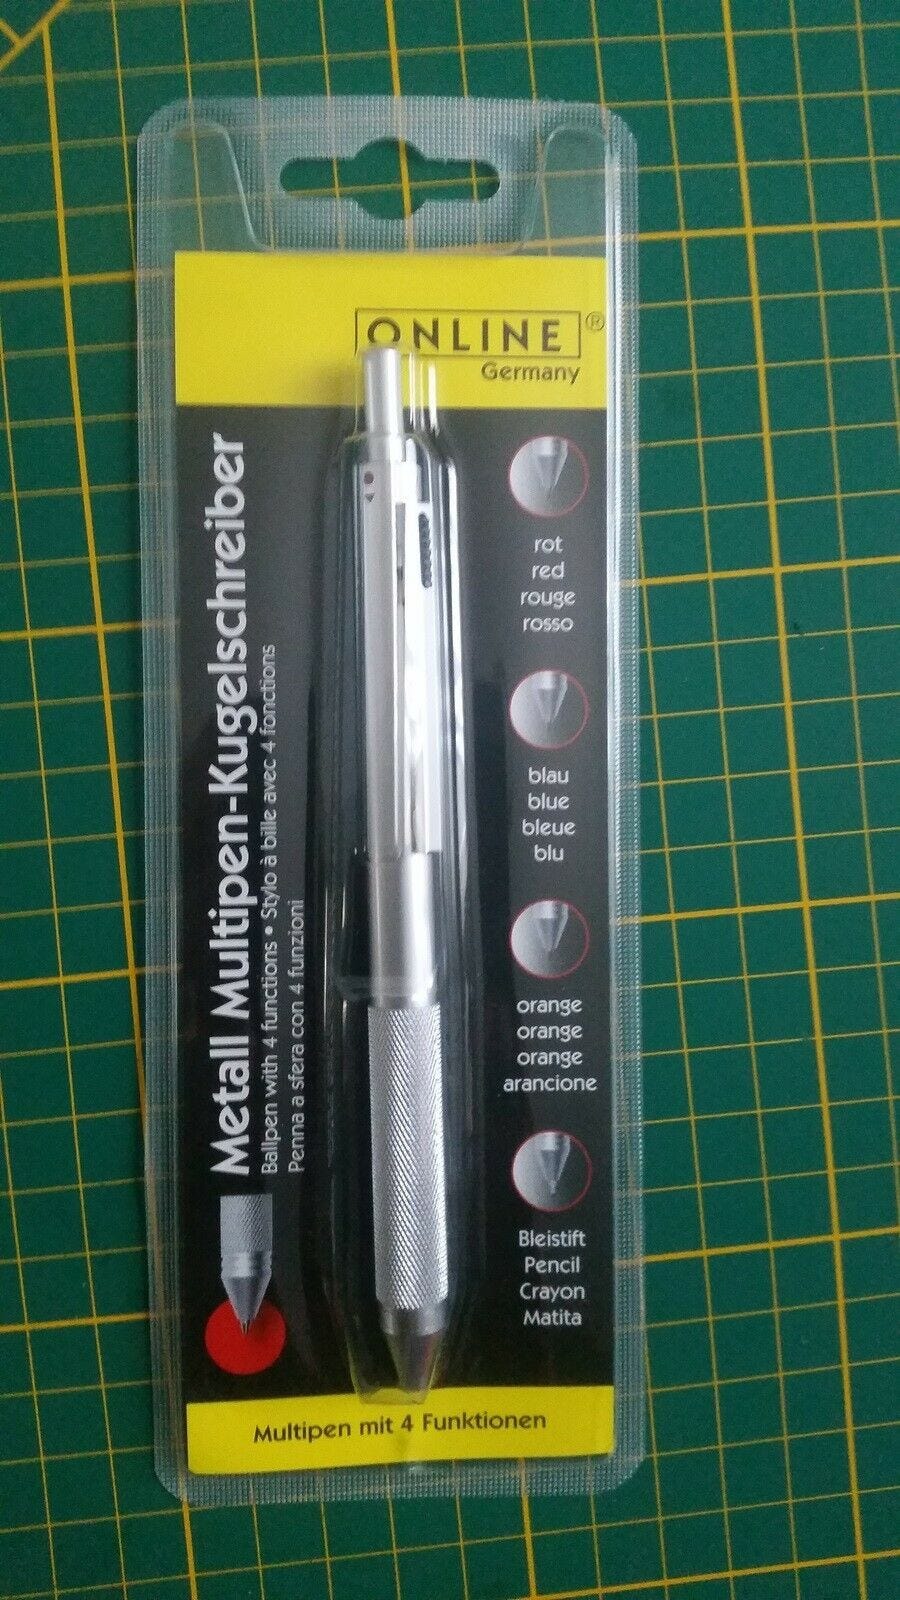 ONLINE®
Germany
Metall Multipen-Kugelschreiber
Ballpen with 4 functions • Stylo à bille avec 4 fonctions
Penna a sfera con 4 funzioni
rot
red
rouge
rosso
blau
blue
bleue
blu
orange
orange
orange
arancione
Bleistift
Pencil
Crayon
Matita
Multipen mit 4 Funktionen